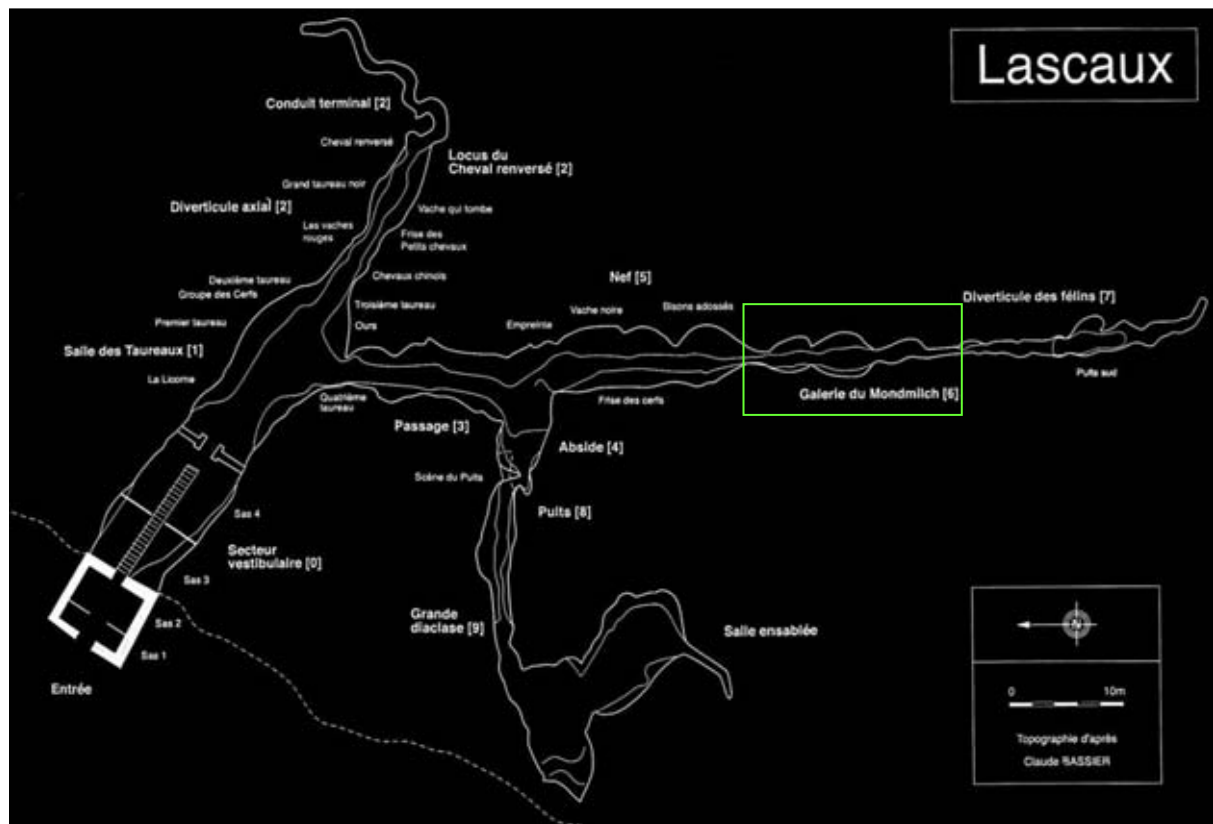 Lascaux
Conduit terminal [2]
Cheval renversé
Locus du
Cheval renversé [2]
Grand taureau noir
Diverticule axial [2]
Vache qui tombe
Les vaches
rouges
Frise des
Petits chevaux
Deuxième taureau
Groupe des Cerfs
Chevaux chinois
Nef [5]
Diverticule des félins [7]
Premier taureau
Troisième taureau
Ours
Empreinte
Vache noire
Bisons adossés
Salle des Taureaux [1]
La Licorne
Puits sud
Quatrième
taureau
Frise des cerfs
Galerie du Mondmilch [6]
Passage [3]
Abside [4]
Scène du Puits
Puits [8]
Sas 4
Secteur
vestibulaire [0]
Sas 3
Sas 2
Sas 1
Entrée
Grande
diaclase [9]
Salle ensablée
N
0 10m
Topographie d'après
Claude BASSIER